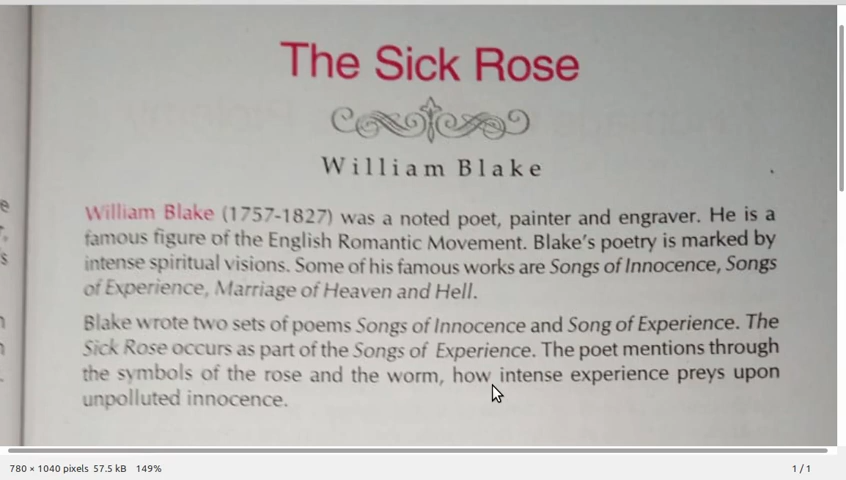 The Sick Rose
William Blake
William Blake (1757-1827) was a noted poet, painter and engraver. He is a
famous figure of the English Romantic Movement. Blake's poetry is marked by
intense spiritual visions. Some of his famous works are Songs of Innocence, Songs
of Experience, Marriage of Heaven and Hell.
Blake wrote two sets of poems Songs of Innocence and Song of Experience. The
Sick Rose occurs as part of the Songs of Experience. The poet mentions through
the symbols of the rose and the worm, how intense experience preys upon
unpolluted innocence.
780 × 1040 pixels 57.5 kB 149%
1 / 1